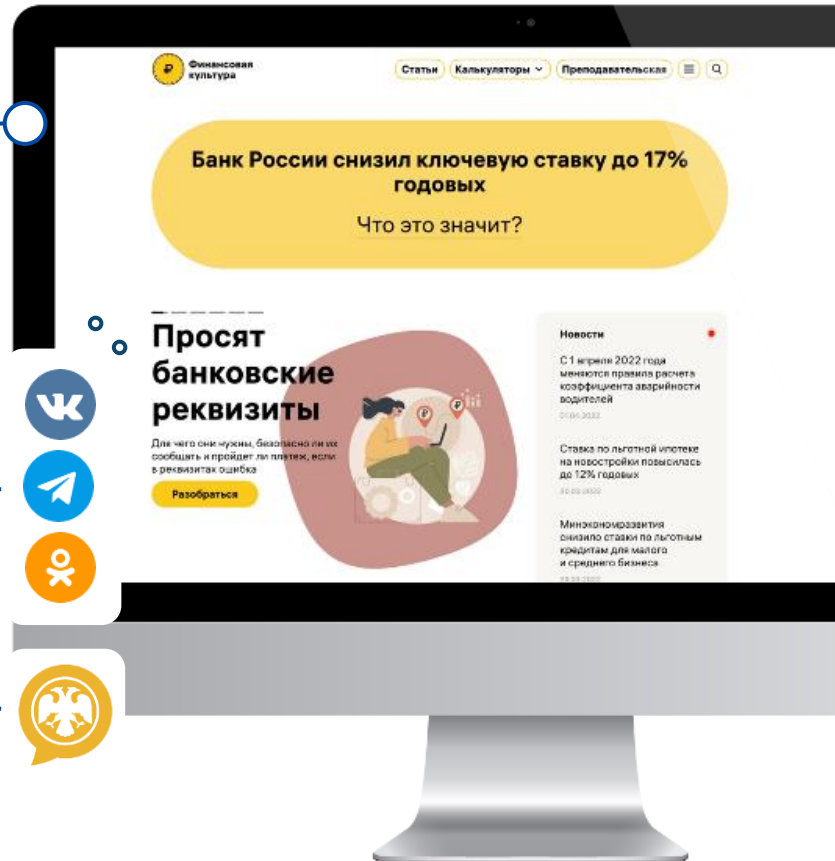 Финансовая
культура
Статьи
Калькуляторы
Преподавательская
Банк России снизил ключевую ставку до 17%
годовых
Что это значит?
Просят
банковские
реквизиты
Для чего они нужны, безопасно ли их
сообщать и пройдет ли платеж, если
в реквизитах ошибка
Разобраться
Новости
С 1 апреля 2022 года
меняются правила расчета
коэффициента аварийности
водителей
01.04.2022
Ставка по льготной ипотеке
на новостройки повысилась
до 12% годовых
Минэкономразвития
снизило ставки по льготным
кредитам для малого
и среднего бизнеса